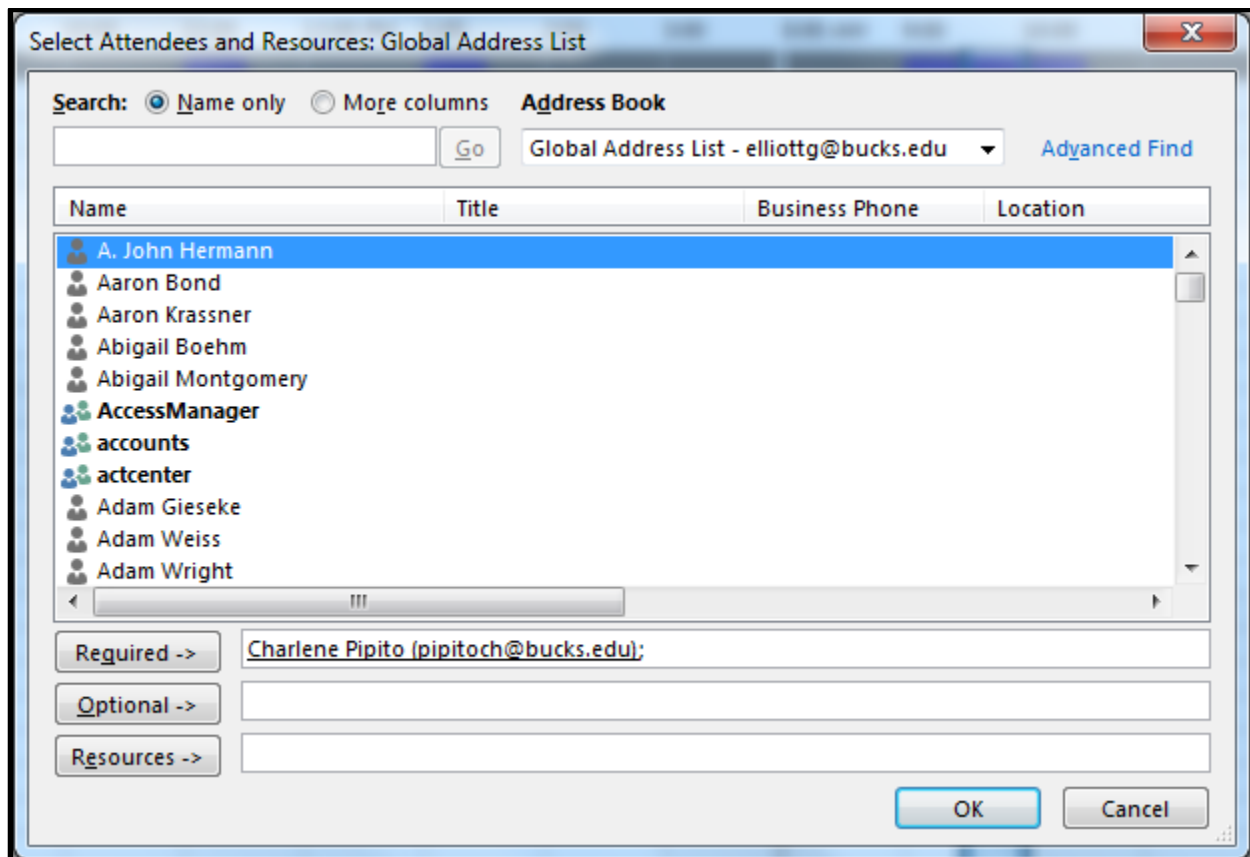 Select Attendees and Resources: Global Address List
Search: Name only More columns Address Book
Go Global Address List - elliottg@bucks.edu Advanced Find
Name Title Business Phone Location
A. John Hermann
Aaron Bond
Aaron Krassner
Abigail Boehm
Abigail Montgomery
AccessManager
accounts
actcenter
Adam Gieseke
Adam Weiss
Adam Wright
Required -> Charlene Pipito (pipitoch@bucks.edu);
Optional ->
Resources ->
OK Cancel